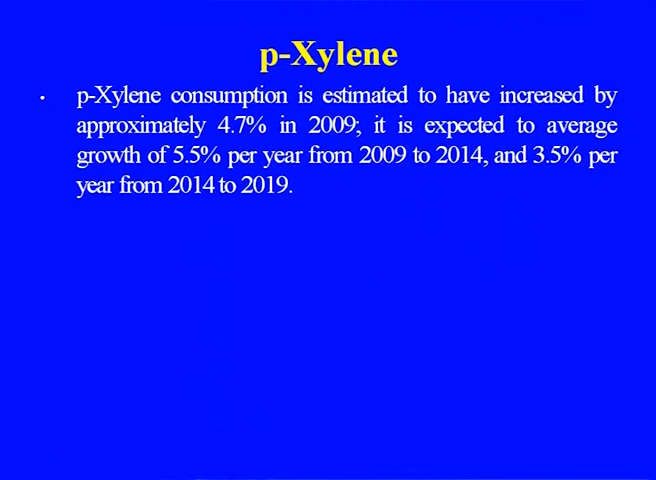 p-Xylene
• p-Xylene consumption is estimated to have increased by
approximately 4.7% in 2009; it is expected to average
growth of 5.5% per year from 2009 to 2014, and 3.5% per
year from 2014 to 2019.